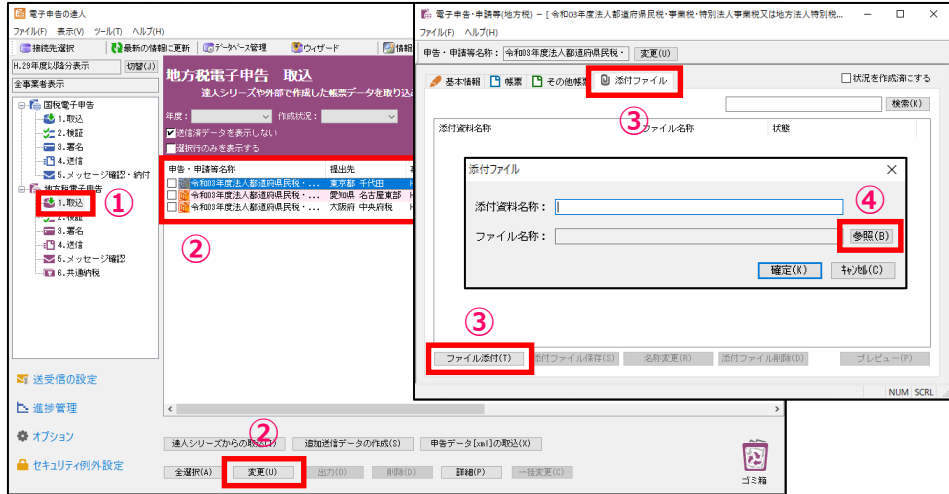 電子申告の達人
ファイル(F) 表示(V) ツール(T) ヘルプ(H)
接続先選択 最新の情報に更新 データベース管理 ウィザード 情報
H.29年度以降分表示 切替(J)
全事業者表示
国税電子申告
1.取込
2.検証
3.署名
4.送信
5.メッセージ確認・納付
地方税電子申告
1.取込
①
2.検証
3.署名
4.送信
5.メッセージ確認
6.共通納税
送受信の設定
進捗管理
オプション
セキュリティ例外設定
地方税電子申告 取込
達人シリーズや外部で作成した帳票データを取り込み
年度: 作成状況:
送信済データを表示しない
選択行のみを表示する
申告・申請等名称 提出先
令和03年度法人都道府県民税・... 東京都 千代田
令和03年度法人都道府県民税・... 愛知県 名古屋東部
令和03年度法人都道府県民税・... 大阪府 中央府税
②
②
達人シリーズからの取込(I) 追加送信データの作成(S) 申告データ[xml]の取込(X)
全選択(A) 変更(U) 出力(O) 削除(D) 詳細(P) 一括変更(C)
ゴミ箱
電子申告・申請等(地方税) - [ 令和03年度法人都道府県民税・事業税・特別法人事業税又は地方法人特別税...
ファイル(F) ヘルプ(H)
申告・申請等名称: 令和03年度法人都道府県民税・ 変更(U)
基本情報 帳票 その他帳票 添付ファイル 状況を作成済にする
③
検索(K)
添付資料名称 ファイル名称 状態
添付ファイル
添付資料名称:
④
ファイル名称: 参照(B)
確定(K) キャンセル(C)
③
ファイル添付(T) 添付ファイル保存(S) 名称変更(R) 添付ファイル削除(D) プレビュー(P)
NUM SCRL